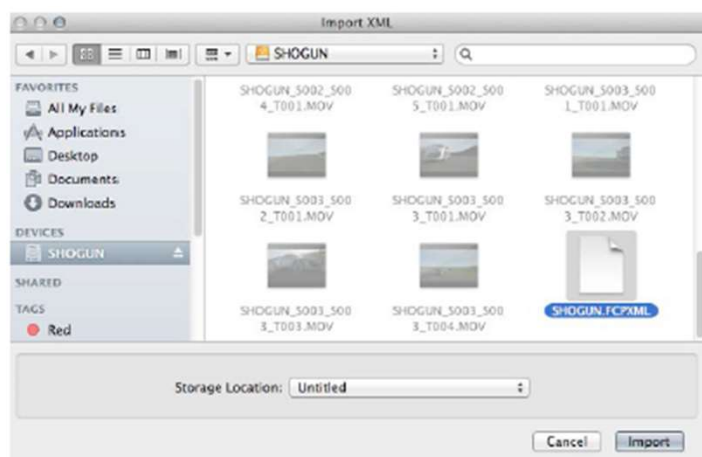 Import XML
SHOGUN
FAVORITES
All My Files
Applications
Desktop
Documents
Downloads
DEVICES
SHOGUN
SHARED
TAGS
Red
SHOGUN_S002_S00
4_T001.MOV
SHOGUN_S002_S00
5_T001.MOV
SHOGUN_S003_S00
1_T001.MOV
SHOGUN_S003_S00
2_T001.MOV
SHOGUN_S003_S00
3_T001.MOV
SHOGUN_S003_S00
3_T002.MOV
SHOGUN_S003_S00
3_T003.MOV
SHOGUN_S003_S00
3_T004.MOV
SHOGUN.FCPXML
Storage Location: Untitled
Cancel Import